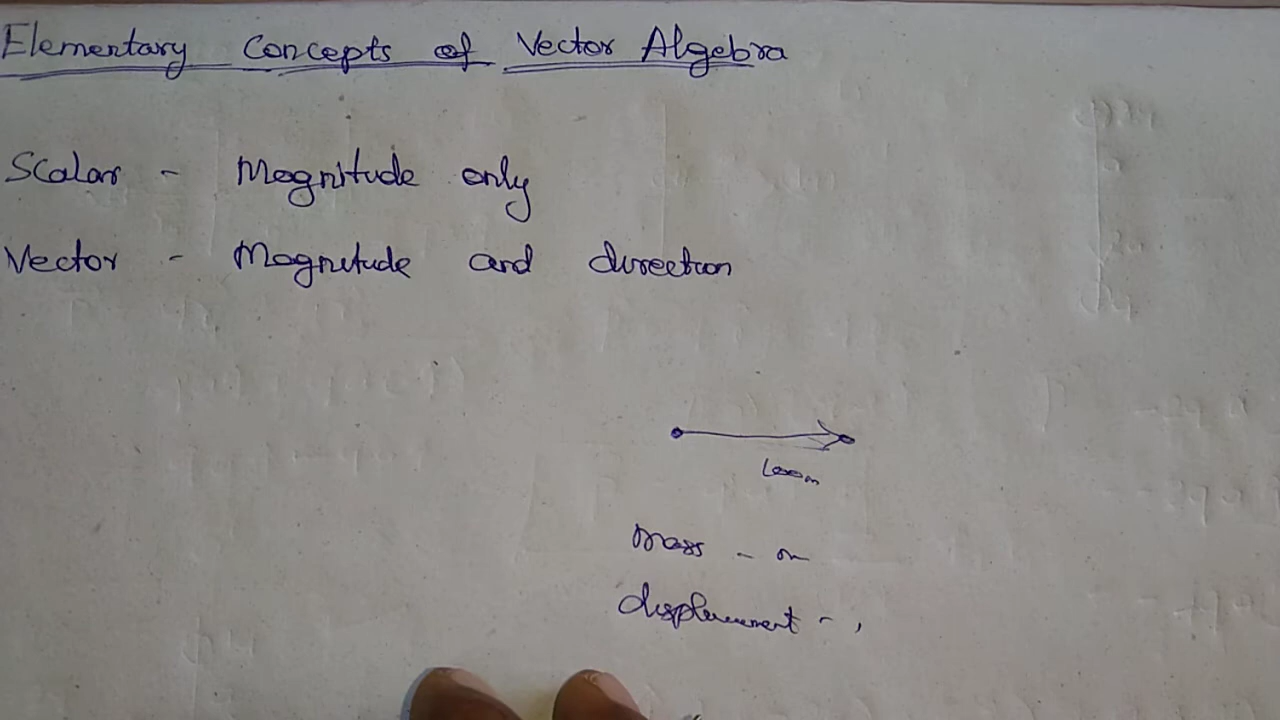 Elementary Concepts of Vector Algebra
Scalar - Magnitude only
Vector - Magnitude and direction
100m
Mass - m
displacement - ,